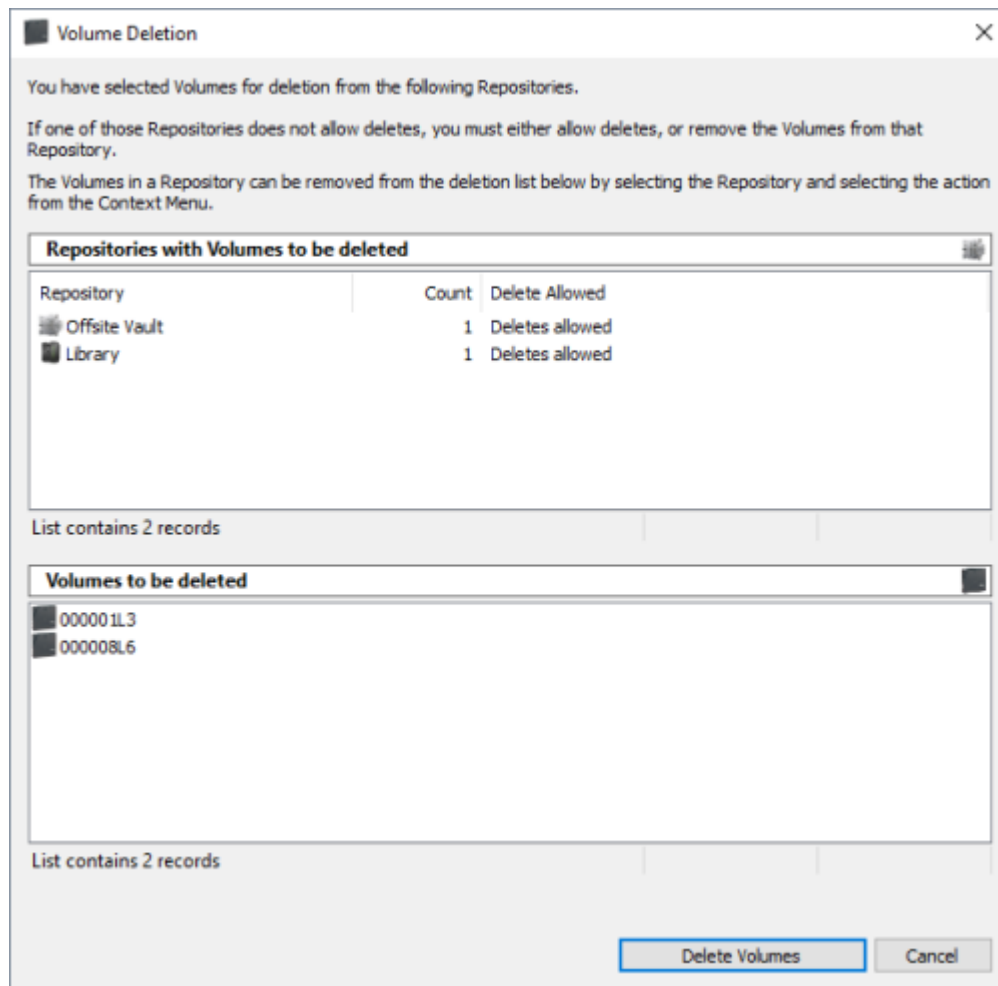 Volume Deletion
You have selected Volumes for deletion from the following Repositories.
If one of those Repositories does not allow deletes, you must either allow deletes, or remove the Volumes from that
Repository.
The Volumes in a Repository can be removed from the deletion list below by selecting the Repository and selecting the action
from the Context Menu.
Repositories with Volumes to be deleted
Repository Count Delete Allowed
Offsite Vault 1 Deletes allowed
Library 1 Deletes allowed
List contains 2 records
Volumes to be deleted
000001L3
000008L6
List contains 2 records
Delete Volumes Cancel